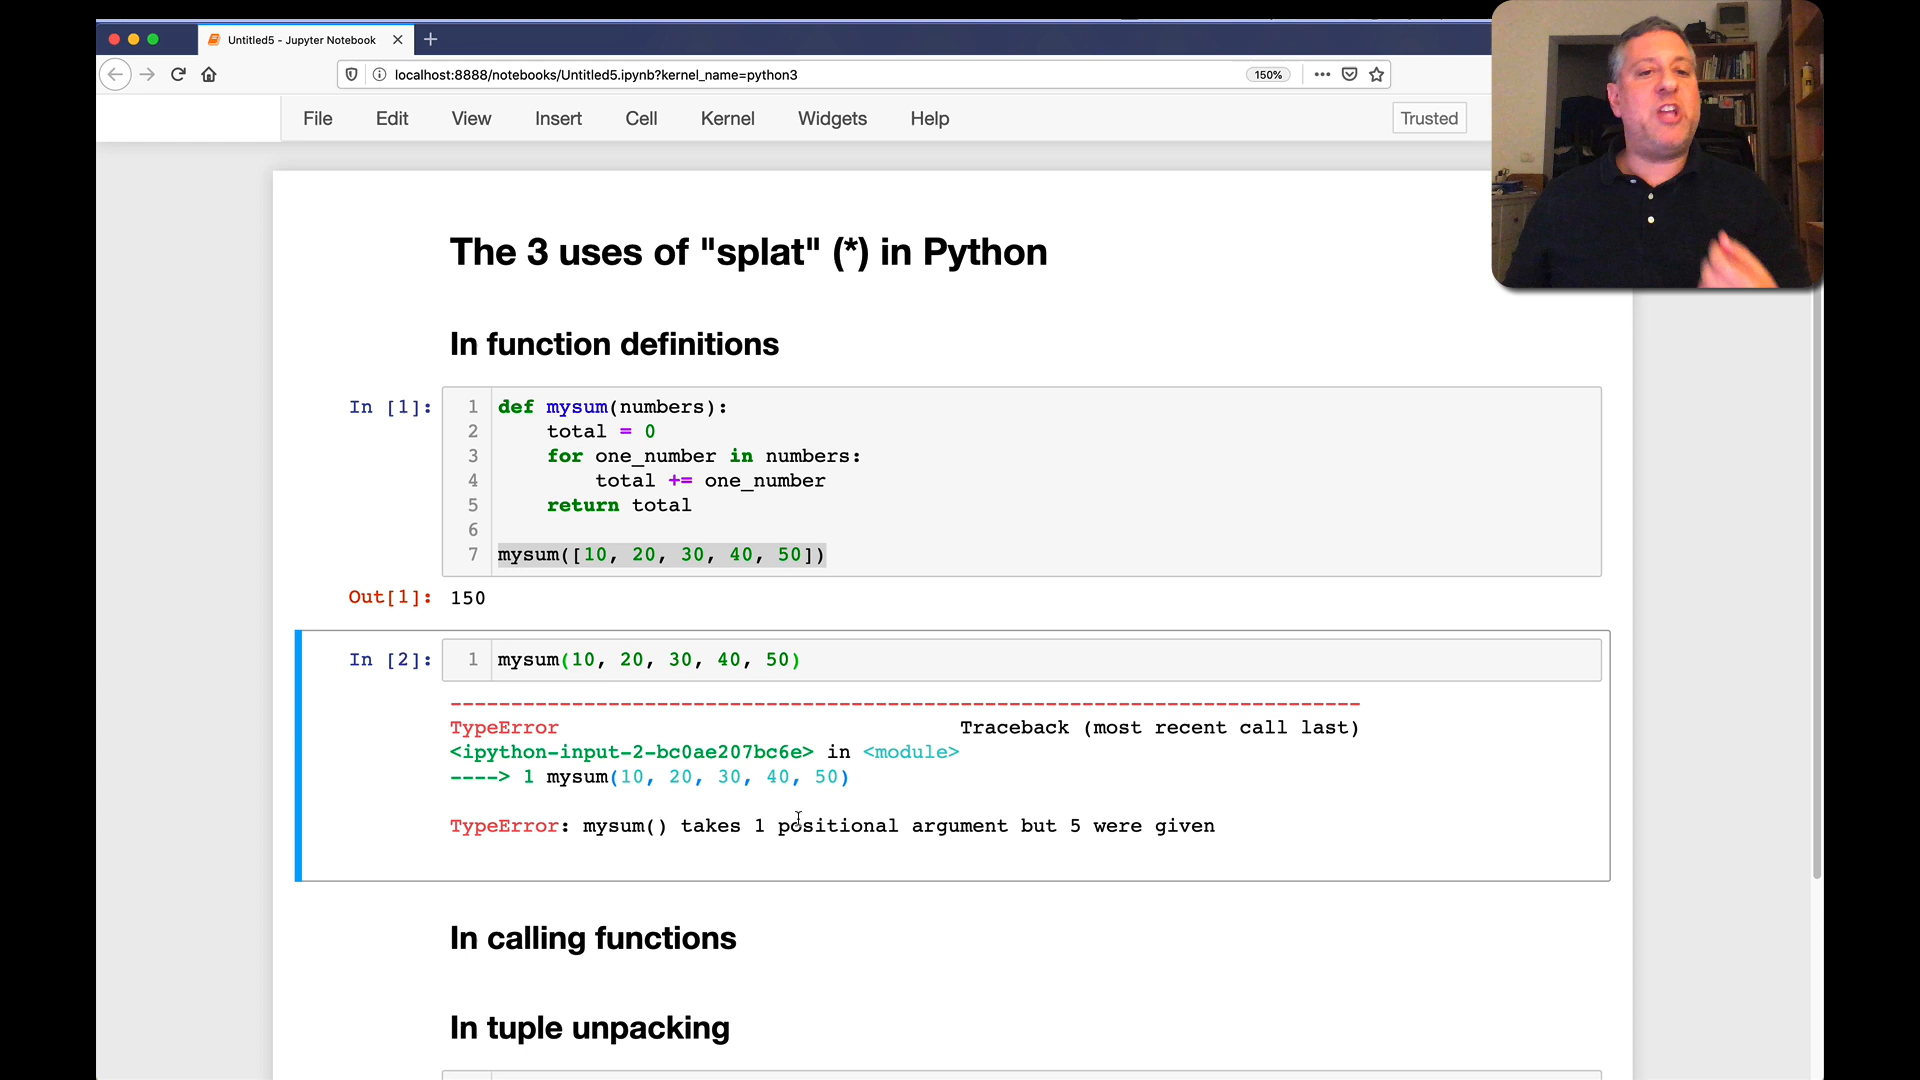 Untitled5 - Jupyter Notebook
localhost:8888/notebooks/Untitled5.ipynb?kernel_name=python3
150%
File Edit View Insert Cell Kernel Widgets Help Trusted
The 3 uses of "splat" (*) in Python
In function definitions
In [1]:
1 def mysum(numbers):
2 total = 0
3 for one_number in numbers:
4 total += one_number
5 return total
6
7 mysum([10, 20, 30, 40, 50])
Out[1]: 150
In [2]: 1 mysum(10, 20, 30, 40, 50)
---------------------------------------------------------------------------
TypeError Traceback (most recent call last)
<ipython-input-2-bc0ae207bc6e> in <module>
----> 1 mysum(10, 20, 30, 40, 50)
TypeError: mysum() takes 1 positional argument but 5 were given
In calling functions
In tuple unpacking